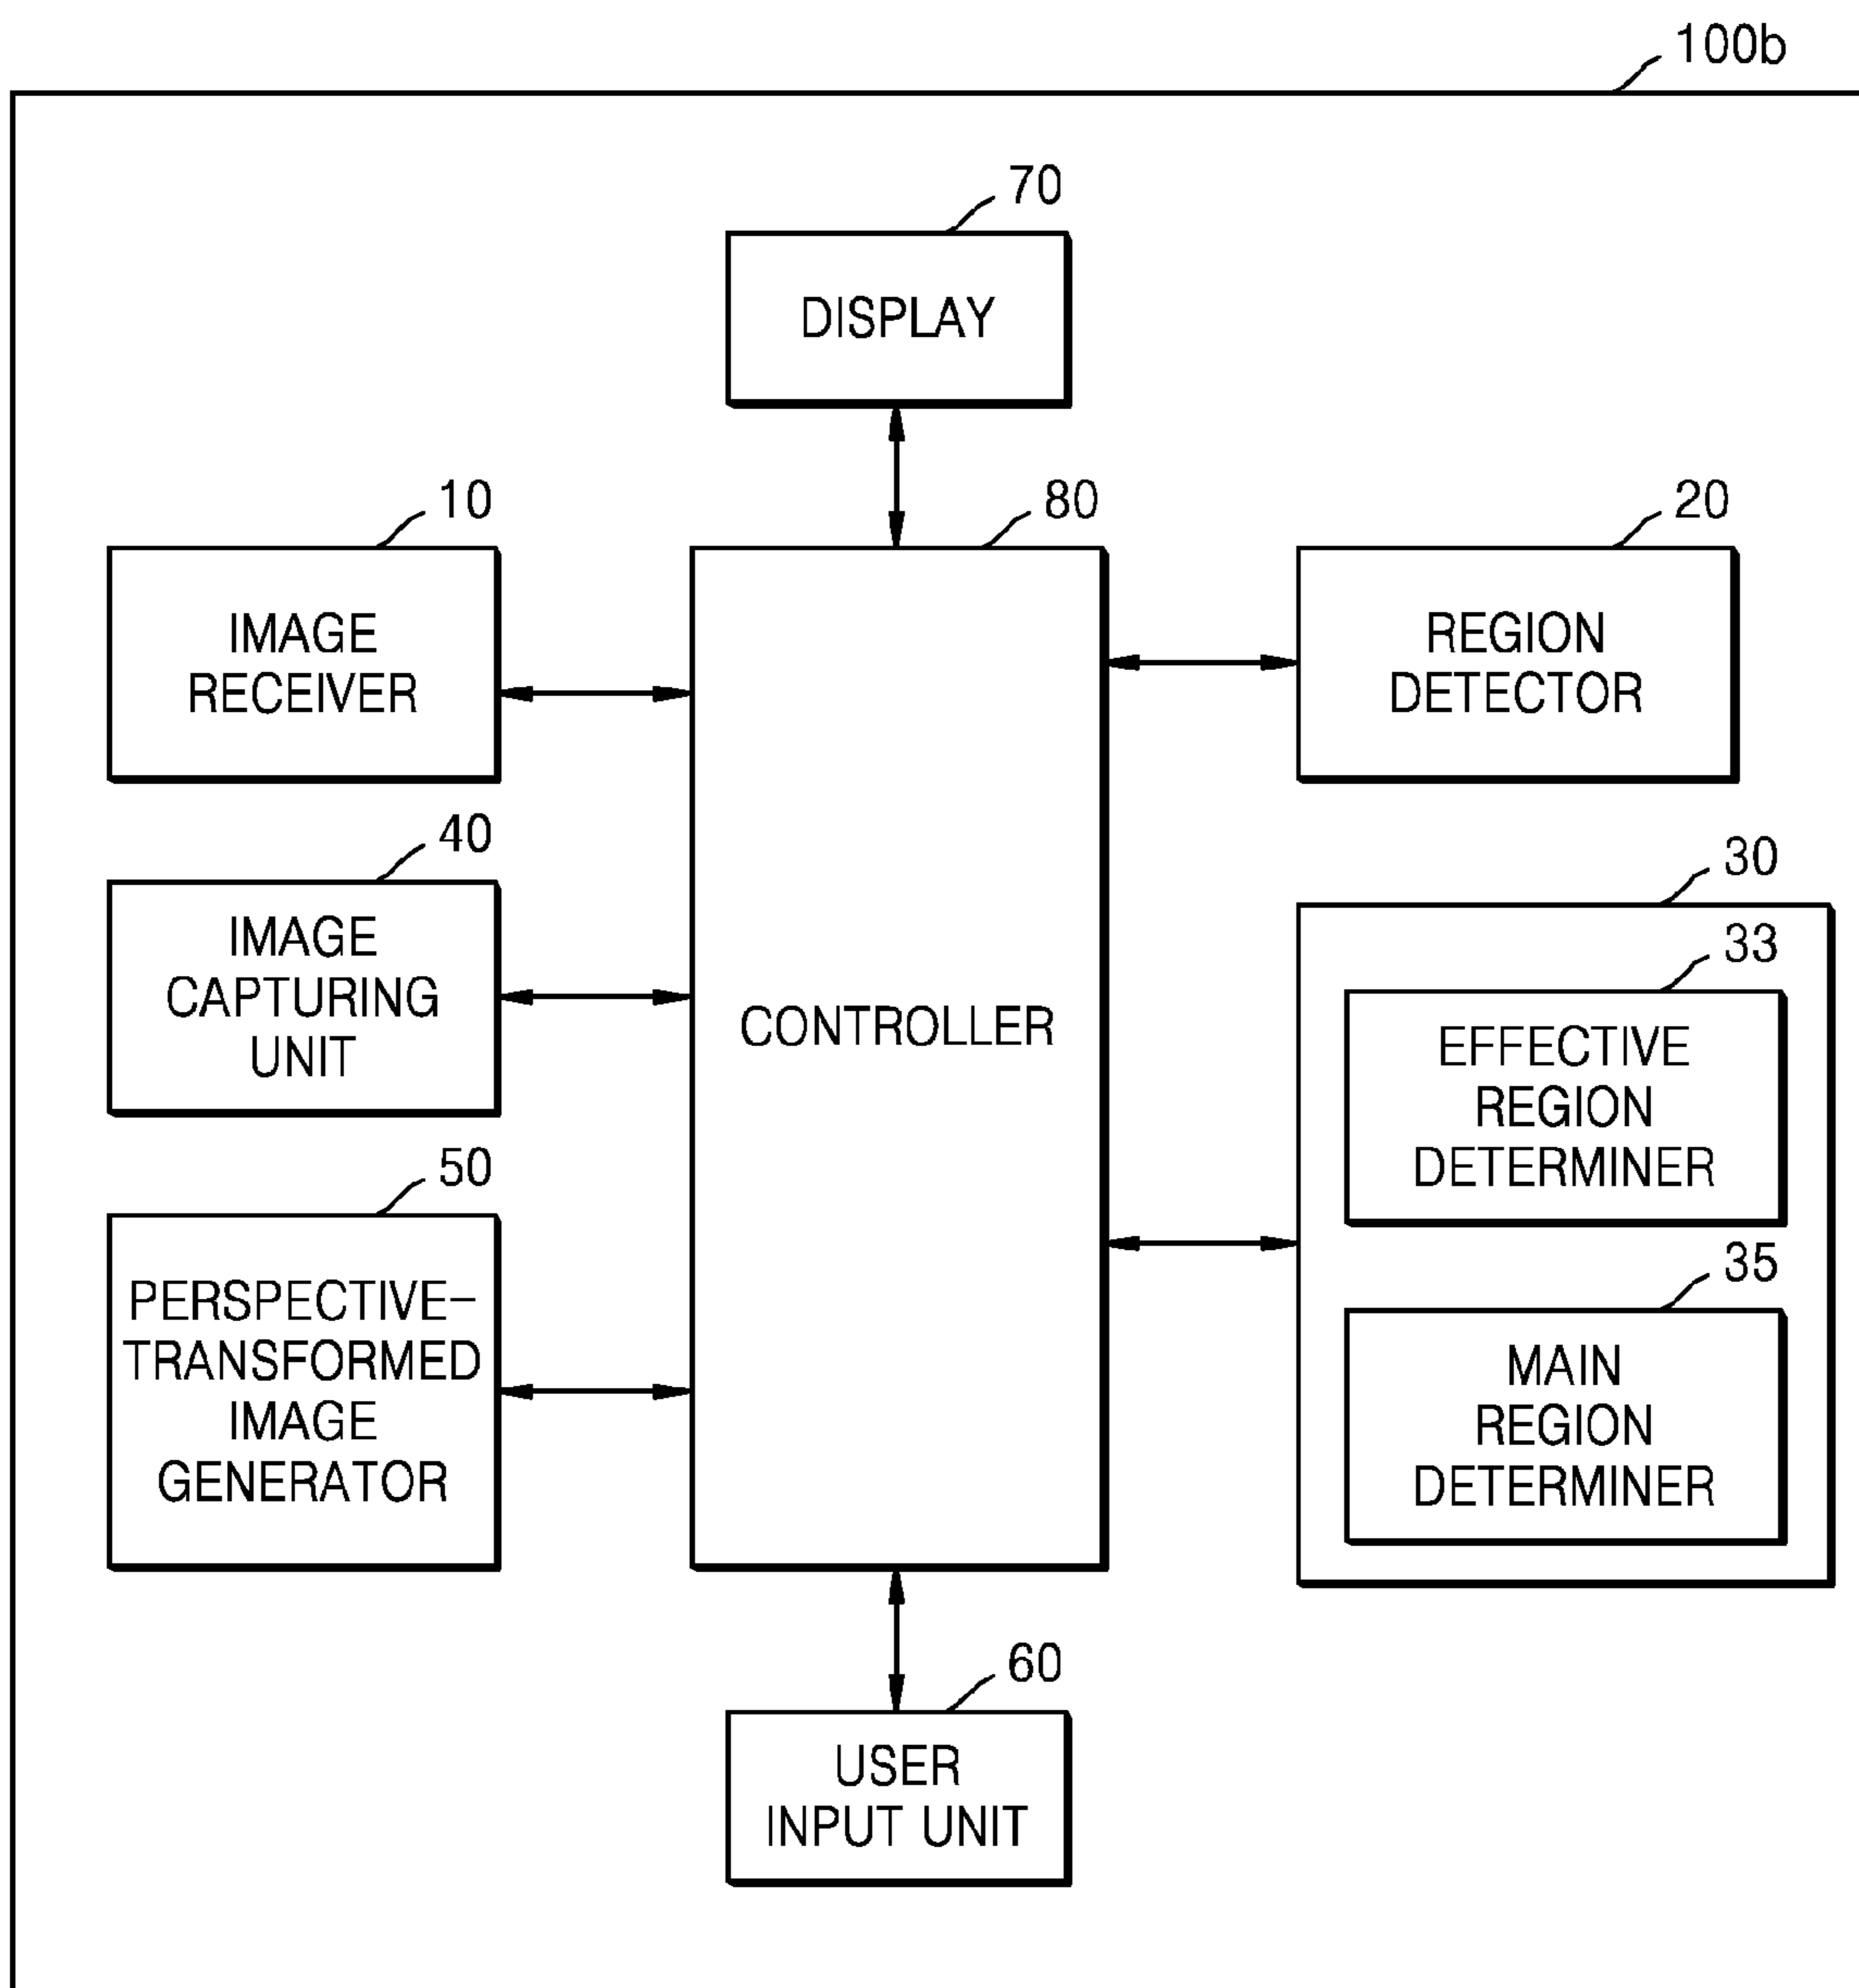 100b
70
DISPLAY
10
IMAGE
RECEIVER
80
CONTROLLER
20
REGION
DETECTOR
40
IMAGE
CAPTURING
UNIT
30
33
EFFECTIVE
REGION
DETERMINER
50
PERSPECTIVE-
TRANSFORMED
IMAGE
GENERATOR
35
MAIN
REGION
DETERMINER
60
USER
INPUT UNIT